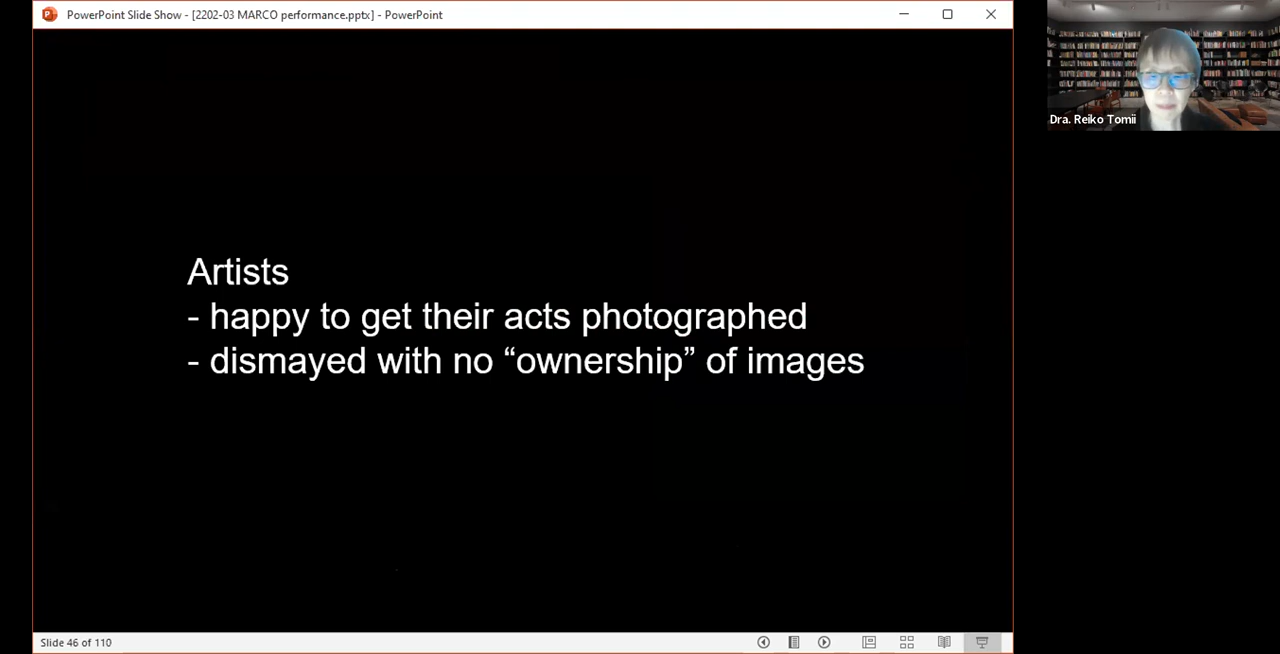 PowerPoint Slide Show - [2202-03 MARCO performance.pptx] - PowerPoint
Dra. Reiko Tomii
Artists
- happy to get their acts photographed
- dismayed with no “ownership” of images
Slide 46 of 110